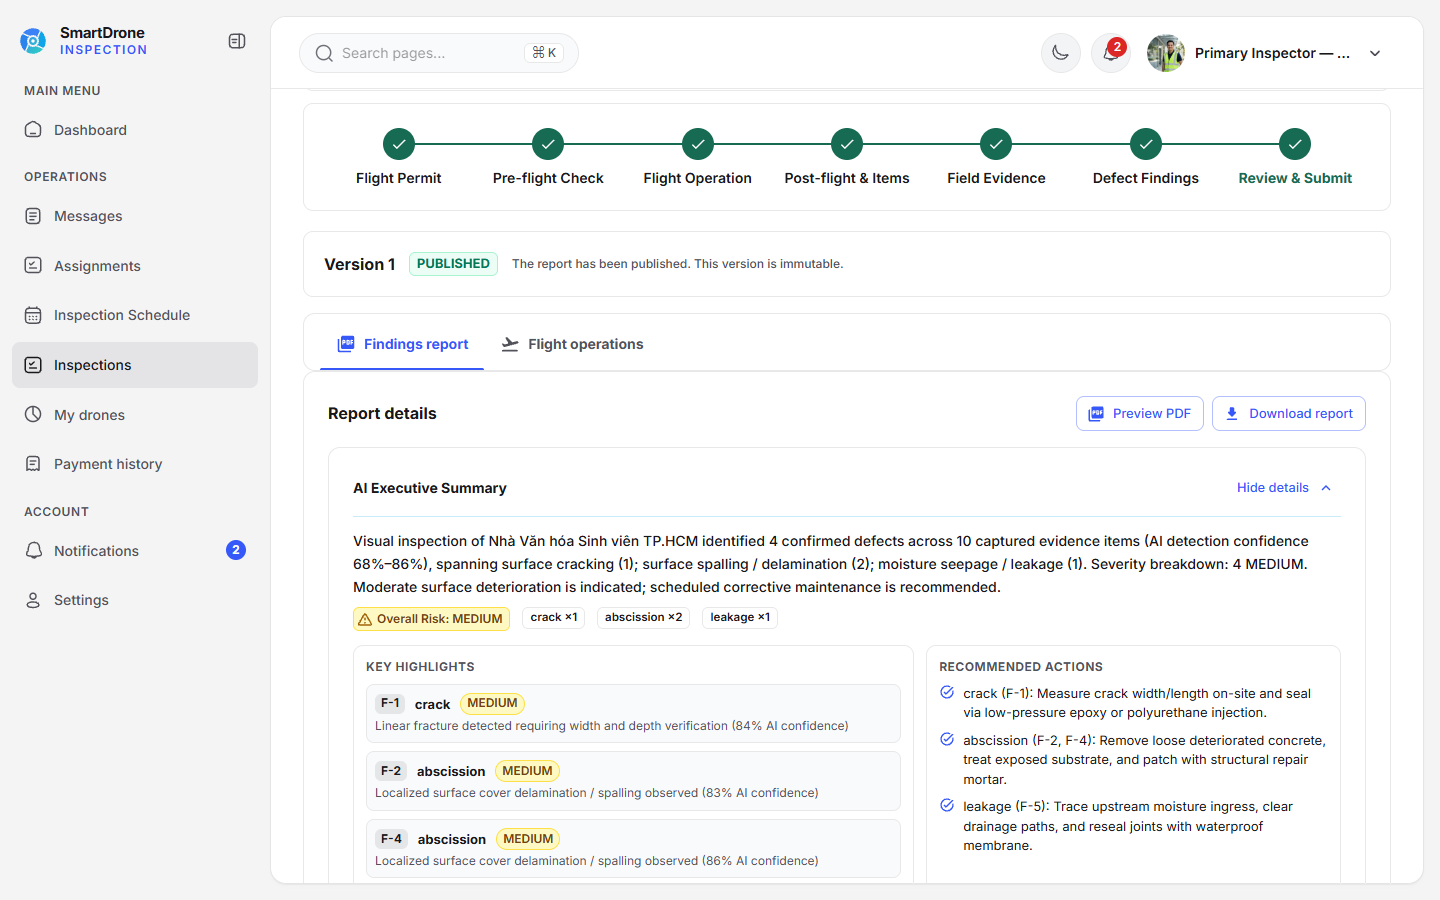 SmartDrone
INSPECTION
MAIN MENU
Dashboard
OPERATIONS
Messages
Assignments
Inspection Schedule
Inspections
My drones
Payment history
ACCOUNT
Notifications 2
Settings
Search pages... ⌘ K
2
Primary Inspector — ...
Flight Permit
Pre-flight Check
Flight Operation
Post-flight & Items
Field Evidence
Defect Findings
Review & Submit
Version 1 PUBLISHED The report has been published. This version is immutable.
PDF Findings report Flight operations
Report details
PDF Preview PDF
Download report
AI Executive Summary
Hide details
Visual inspection of Nhà Văn hóa Sinh viên TP.HCM identified 4 confirmed defects across 10 captured evidence items (AI detection confidence
68%–86%), spanning surface cracking (1); surface spalling / delamination (2); moisture seepage / leakage (1). Severity breakdown: 4 MEDIUM.
Moderate surface deterioration is indicated; scheduled corrective maintenance is recommended.
Overall Risk: MEDIUM crack ×1 abscission ×2 leakage ×1
KEY HIGHLIGHTS
F-1 crack MEDIUM
Linear fracture detected requiring width and depth verification (84% AI confidence)
F-2 abscission MEDIUM
Localized surface cover delamination / spalling observed (83% AI confidence)
F-4 abscission MEDIUM
Localized surface cover delamination / spalling observed (86% AI confidence)
RECOMMENDED ACTIONS
crack (F-1): Measure crack width/length on-site and seal
via low-pressure epoxy or polyurethane injection.
abscission (F-2, F-4): Remove loose deteriorated concrete,
treat exposed substrate, and patch with structural repair
mortar.
leakage (F-5): Trace upstream moisture ingress, clear
drainage paths, and reseal joints with waterproof
membrane.